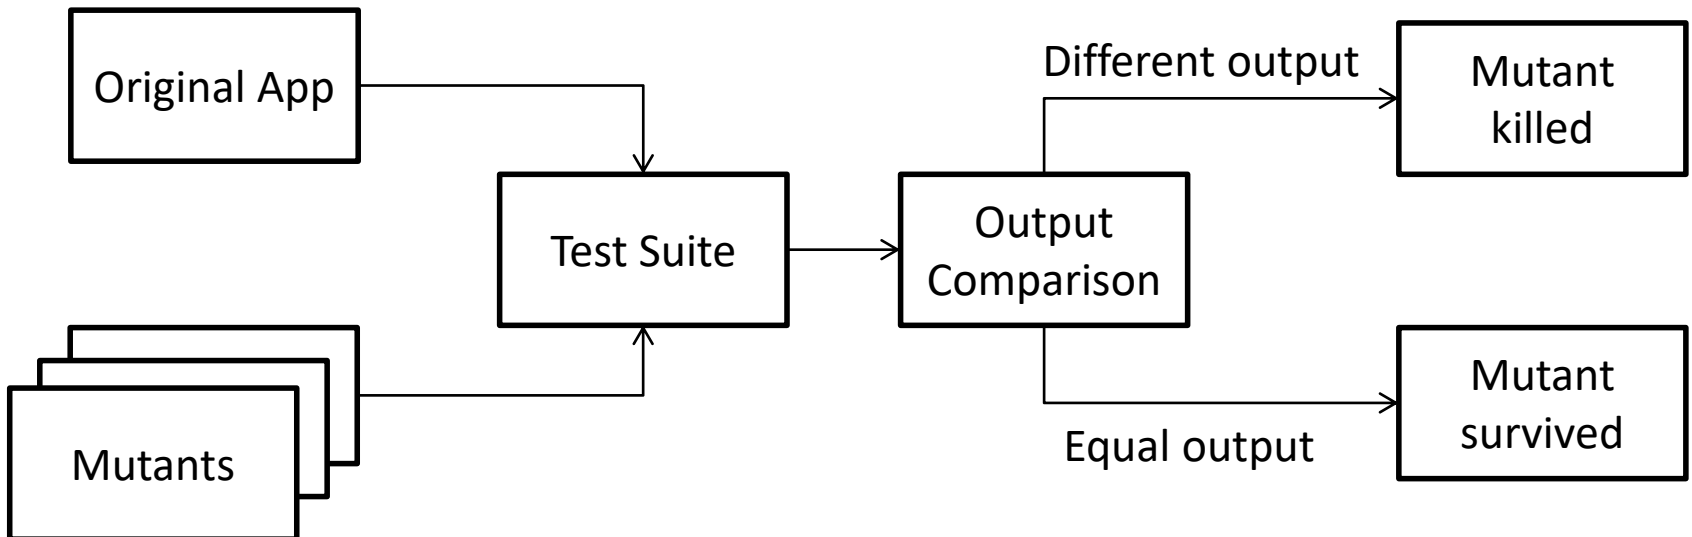 Original App
Mutants
Test Suite
Output
Comparison
Different output
Equal output
Mutant
killed
Mutant
survived